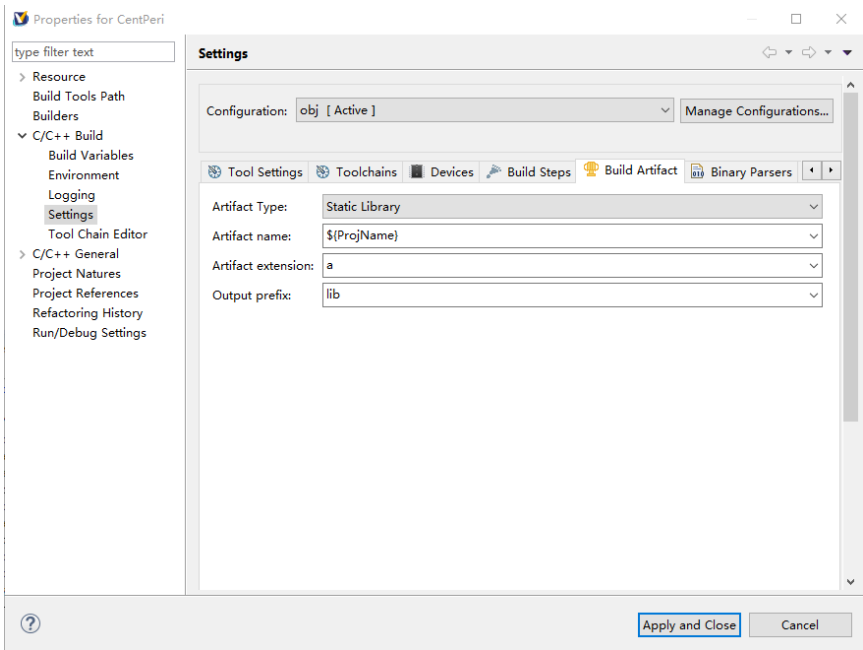 Properties for CentPeri
type filter text
Resource
Build Tools Path
Builders
C/C++ Build
Build Variables
Environment
Logging
Settings
Tool Chain Editor
C/C++ General
Project Natures
Project References
Refactoring History
Run/Debug Settings
Settings
Configuration: obj [ Active ] Manage Configurations...
Tool Settings Toolchains Devices Build Steps Build Artifact Binary Parsers
Artifact Type: Static Library
Artifact name: ${ProjName}
Artifact extension: a
Output prefix: lib
Apply and Close Cancel